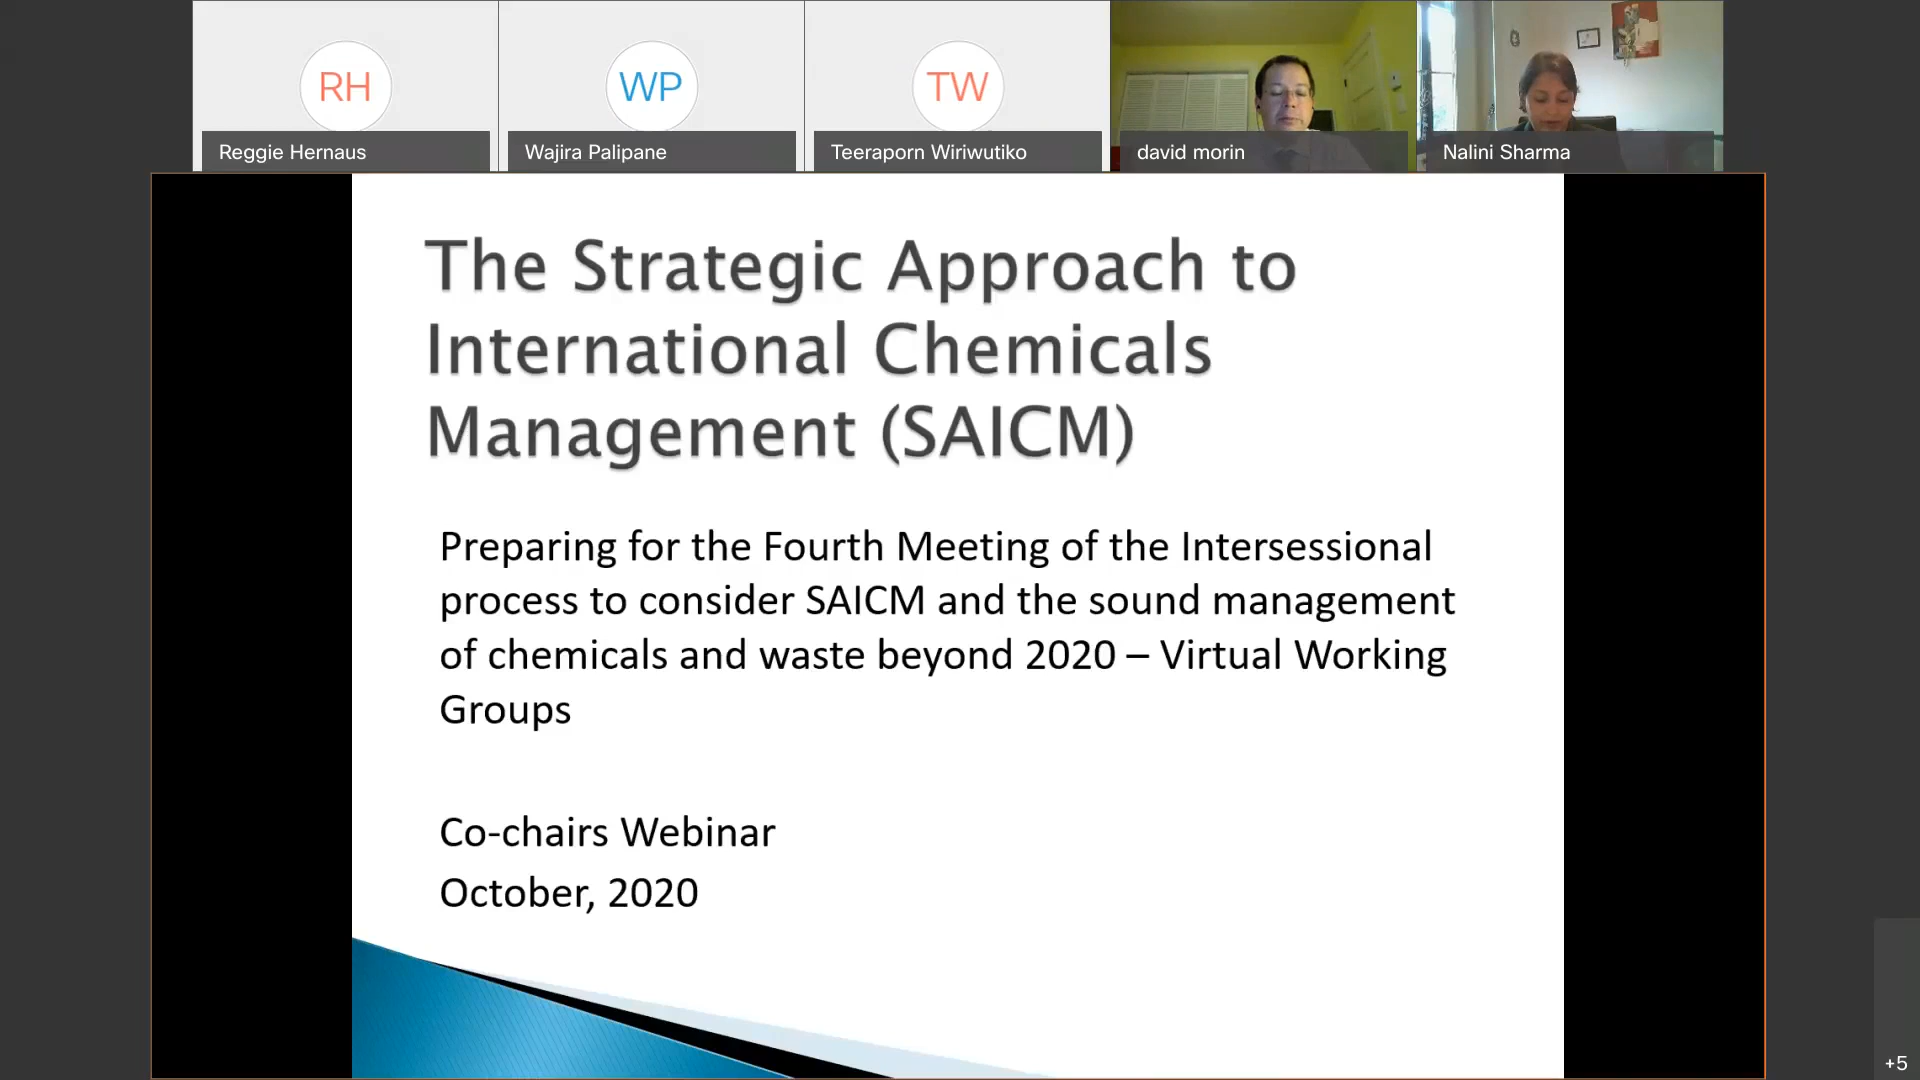 RH
WP
TW
Reggie Hernaus
Wajira Palipane
Teeraporn Wiriwutiko
david morin
Nalini Sharma
The Strategic Approach to
International Chemicals
Management (SAICM)
Preparing for the Fourth Meeting of the Intersessional
process to consider SAICM and the sound management
of chemicals and waste beyond 2020 – Virtual Working
Groups
Co-chairs Webinar
October, 2020
+5